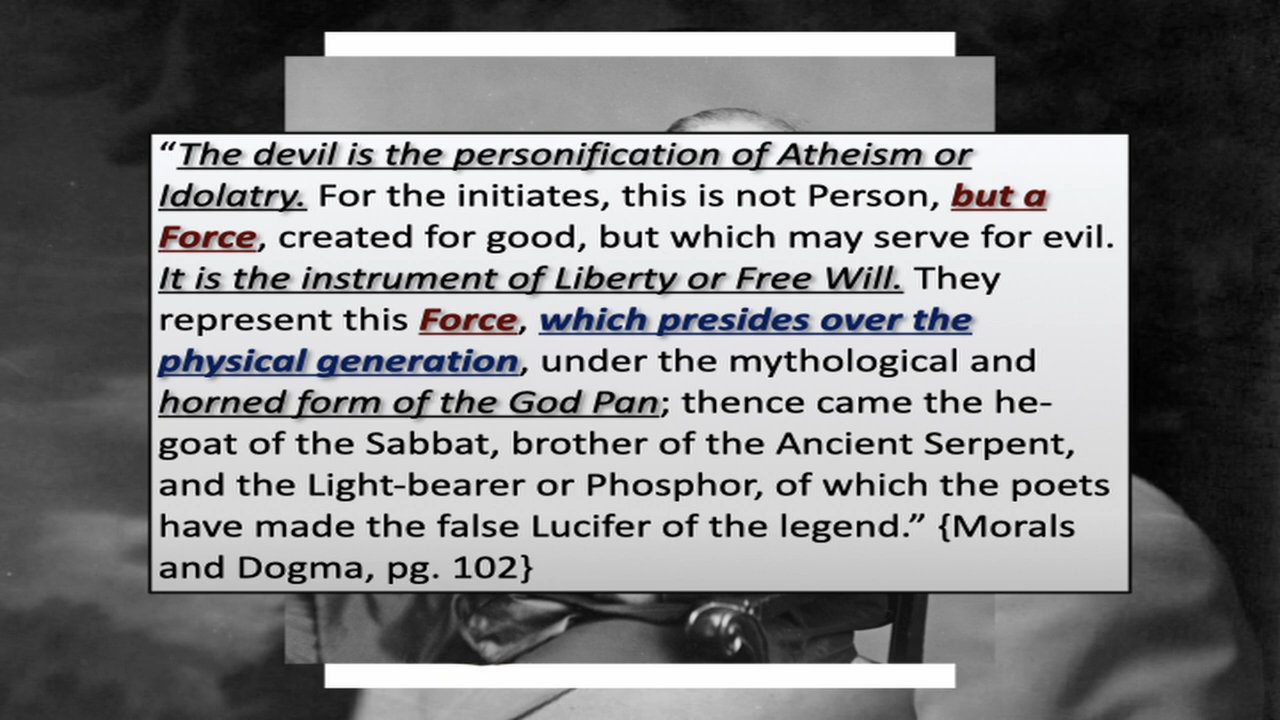 “The devil is the personification of Atheism or
Idolatry. For the initiates, this is not Person, but a
Force, created for good, but which may serve for evil.
It is the instrument of Liberty or Free Will. They
represent this Force, which presides over the
physical generation, under the mythological and
horned form of the God Pan; thence came the he-
goat of the Sabbat, brother of the Ancient Serpent,
and the Light-bearer or Phosphor, of which the poets
have made the false Lucifer of the legend.” {Morals
and Dogma, pg. 102}